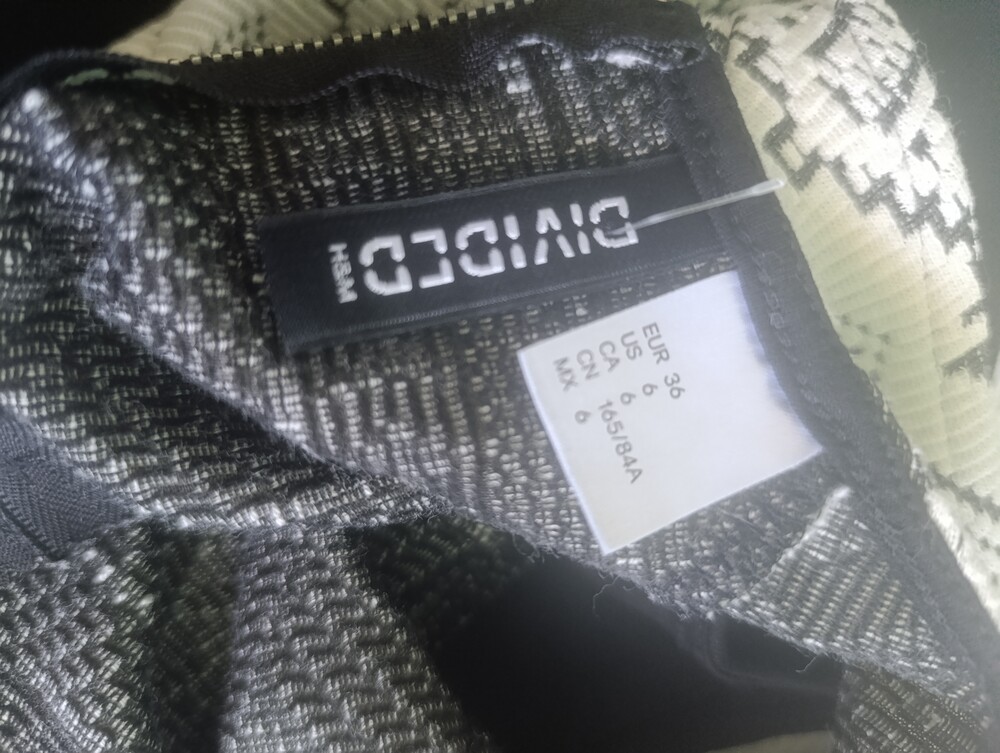 DIVIDED
H&M
EUR 36
US 6
CA 6
CN 165/84A
MX 6